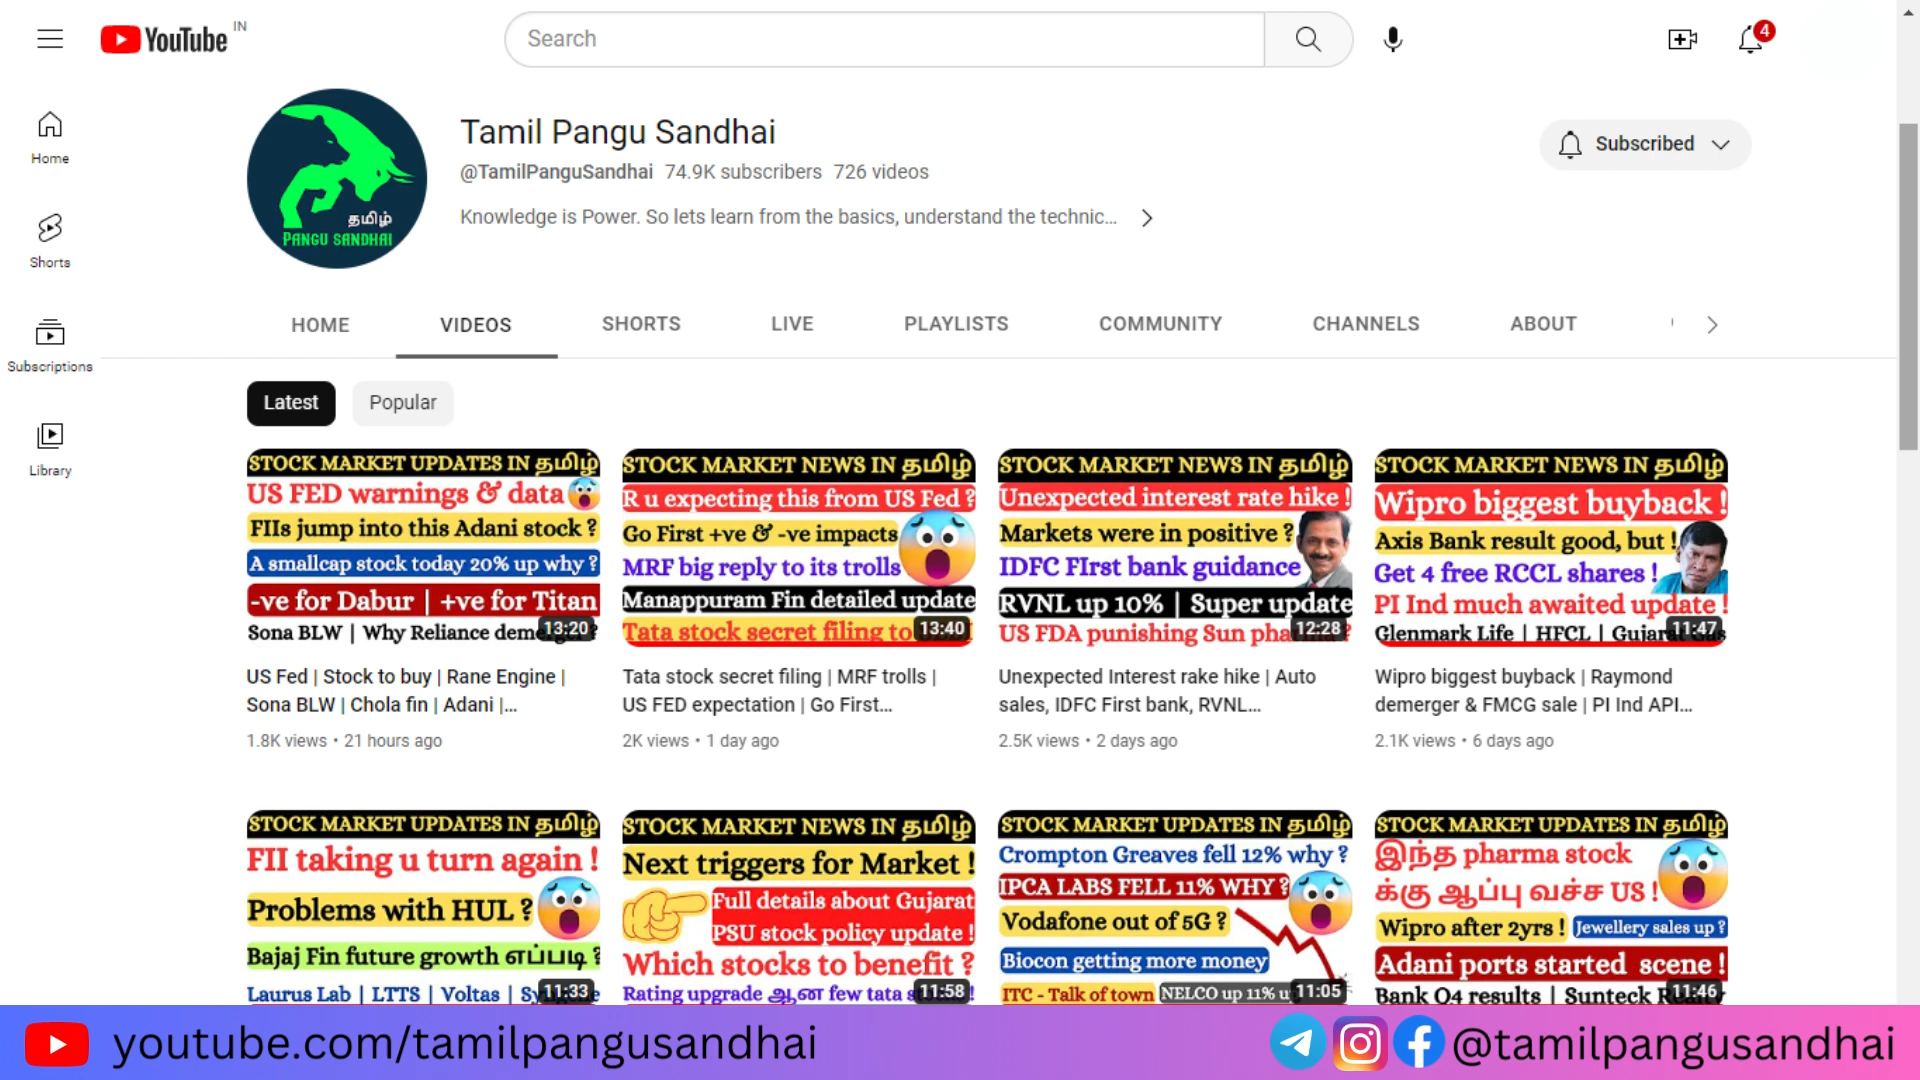 YouTube IN
Search
4
Home
Shorts
Subscriptions
Library
தமிழ்
PANGU SANDHAI
Tamil Pangu Sandhai
@TamilPanguSandhai 74.9K subscribers 726 videos
Knowledge is Power. So lets learn from the basics, understand the technic...
Subscribed
HOME VIDEOS SHORTS LIVE PLAYLISTS COMMUNITY CHANNELS ABOUT
Latest Popular
STOCK MARKET UPDATES IN தமிழ்
US FED warnings & data
FIIs jump into this Adani stock ?
A smallcap stock today 20% up why ?
-ve for Dabur | +ve for Titan
Sona BLW | Why Reliance
13:20
US Fed | Stock to buy | Rane Engine |
Sona BLW | Chola fin | Adani |...
1.8K views • 21 hours ago
STOCK MARKET NEWS IN தமிழ்
R u expecting this from US Fed ?
Go First +ve & -ve impacts
MRF big reply to its trolls
Manappuram Fin detailed update
Tata stock secret filing to
13:40
Tata stock secret filing | MRF trolls |
US FED expectation | Go First...
2K views • 1 day ago
STOCK MARKET NEWS IN தமிழ்
Unexpected interest rate hike !
Markets were in positive ?
IDFC FIrst bank guidance
RVNL up 10% | Super update
US FDA punishing Sun
12:28
Unexpected Interest rake hike | Auto
sales, IDFC First bank, RVNL...
2.5K views • 2 days ago
STOCK MARKET NEWS IN தமிழ்
Wipro biggest buyback !
Axis Bank result good, but !
Get 4 free RCCL shares !
PI Ind much awaited update !
Glenmark Life | HFCL |
11:47
Wipro biggest buyback | Raymond
demerger & FMCG sale | PI Ind API...
2.1K views • 6 days ago
STOCK MARKET UPDATES IN தமிழ்
FII taking u turn again !
Problems with HUL ?
Bajaj Fin future growth எப்படி ?
Laurus Lab | LTTS | Voltas |
11:33
STOCK MARKET NEWS IN தமிழ்
Next triggers for Market !
Full details about Gujarat
PSU stock policy update !
Which stocks to benefit ?
Rating upgrade ஆன few tata
11:58
STOCK MARKET UPDATES IN தமிழ்
Crompton Greaves fell 12% why ?
IPCA LABS FELL 11% WHY ?
Vodafone out of 5G ?
Biocon getting more money
ITC - Talk of town NELCO up 11%
11:05
STOCK MARKET UPDATES IN தமிழ்
இந்த pharma stock
க்கு ஆப்பு வச்ச US !
Wipro after 2yrs ! Jewellery sales up ?
Adani ports started scene !
Bank Q4 results | Sunteck
11:46
youtube.com/tamilpangusandhai
@tamilpangusandhai